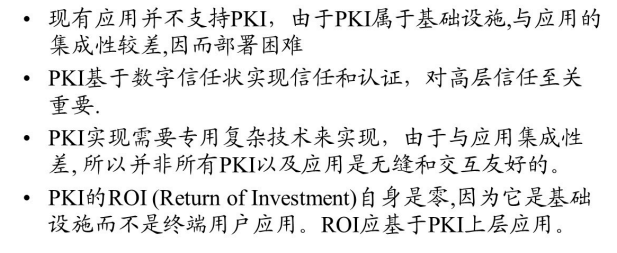 • 现有应用并不支持PKI，由于PKI属于基础设施,与应用的
集成性较差,因而部署困难
• PKI基于数字信任状实现信任和认证，对高层信任至关
重要.
• PKI实现需要专用复杂技术来实现，由于与应用集成性
差, 所以并非所有PKI以及应用是无缝和交互友好的。
• PKI的ROI (Return of Investment)自身是零,因为它是基础
设施而不是终端用户应用。ROI应基于PKI上层应用。